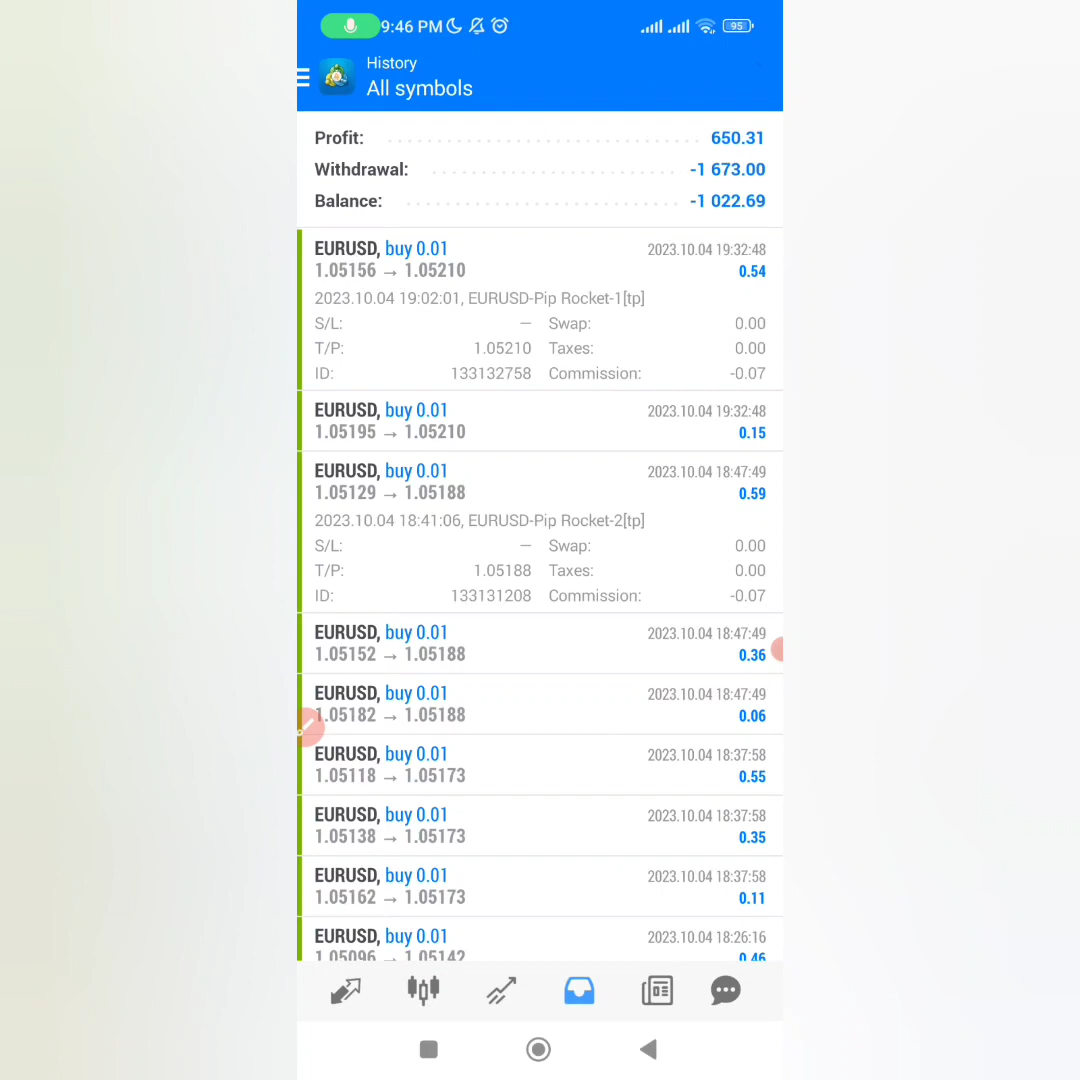 9:46 PM 95
History
All symbols
Profit: 650.31
Withdrawal: -1 673.00
Balance: -1 022.69
EURUSD, buy 0.01 2023.10.04 19:32:48
1.05156 → 1.05210 0.54
2023.10.04 19:02:01, EURUSD-Pip Rocket-1[tp]
S/L: – Swap: 0.00
T/P: 1.05210 Taxes: 0.00
ID: 133132758 Commission: -0.07
EURUSD, buy 0.01 2023.10.04 19:32:48
1.05195 → 1.05210 0.15
EURUSD, buy 0.01 2023.10.04 18:47:49
1.05129 → 1.05188 0.59
2023.10.04 18:41:06, EURUSD-Pip Rocket-2[tp]
S/L: – Swap: 0.00
T/P: 1.05188 Taxes: 0.00
ID: 133131208 Commission: -0.07
EURUSD, buy 0.01 2023.10.04 18:47:49
1.05152 → 1.05188 0.36
EURUSD, buy 0.01 2023.10.04 18:47:49
1.05182 → 1.05188 0.06
EURUSD, buy 0.01 2023.10.04 18:37:58
1.05118 → 1.05173 0.55
EURUSD, buy 0.01 2023.10.04 18:37:58
1.05138 → 1.05173 0.35
EURUSD, buy 0.01 2023.10.04 18:37:58
1.05162 → 1.05173 0.11
EURUSD, buy 0.01 2023.10.04 18:26:16
1.05096 → 1.05142 0.46